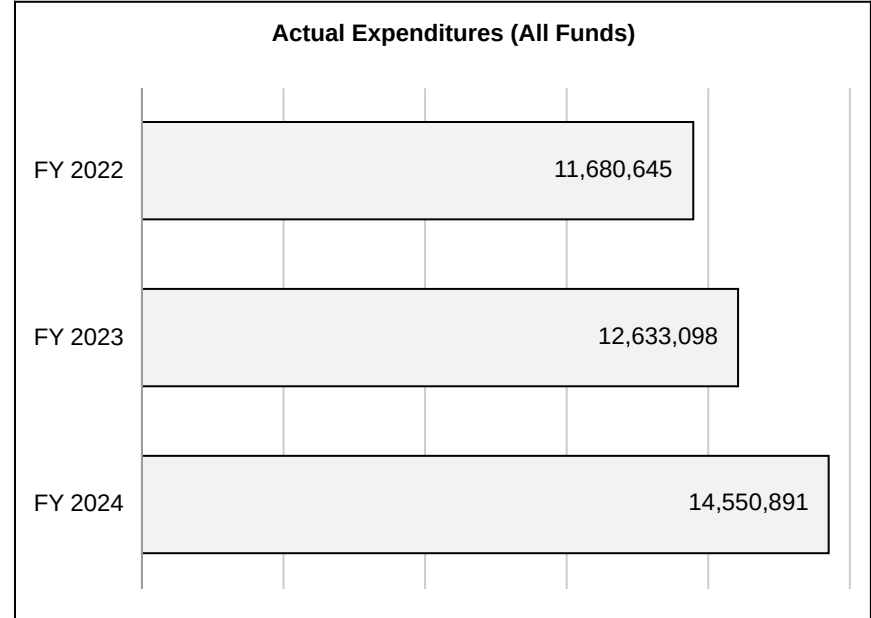 Actual Expenditures (All Funds)
FY 2022
11,680,645
FY 2023
12,633,098
FY 2024
14,550,891